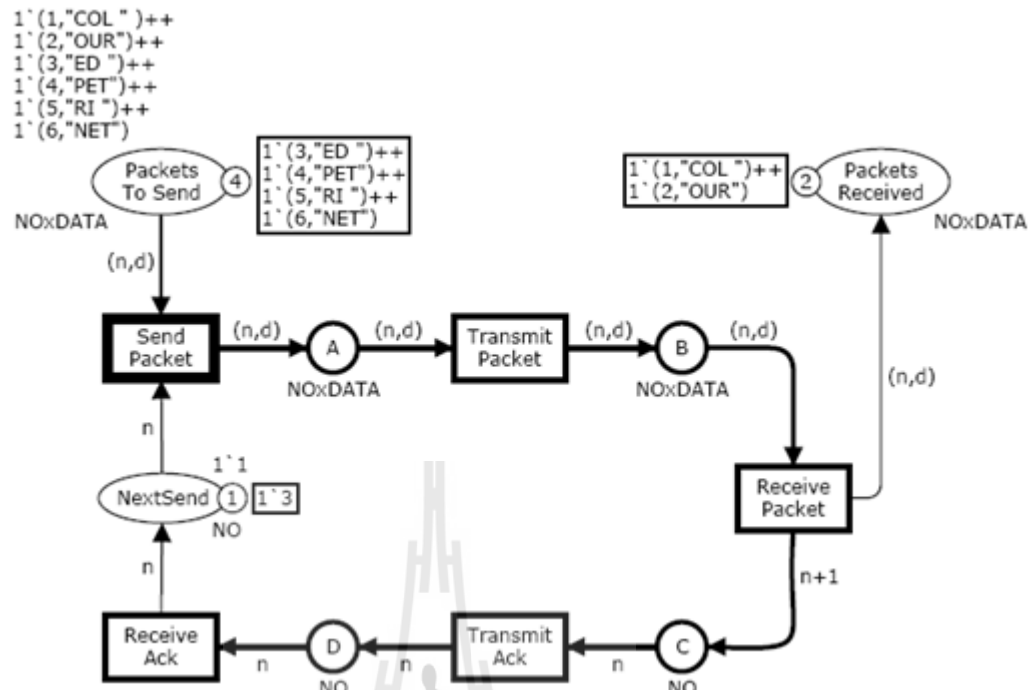 1`(1,"COL ")++
1`(2,"OUR")++
1`(3,"ED ")++
1`(4,"PET")++
1`(5,"RI ")++
1`(6,"NET")
Packets
To Send
4
1`(3,"ED ")++
1`(4,"PET")++
1`(5,"RI ")++
1`(6,"NET")
NOxDATA
1`(1,"COL ")++
1`(2,"OUR")
2
Packets
Received
NOxDATA
(n,d)
Send
Packet
(n,d)
A
NOxDATA
(n,d)
Transmit
Packet
(n,d)
B
NOxDATA
(n,d)
(n,d)
n
1`1
NextSend
1
1`3
NO
Receive
Packet
n
n+1
Receive
Ack
n
D
NO
n
Transmit
Ack
n
C
NO